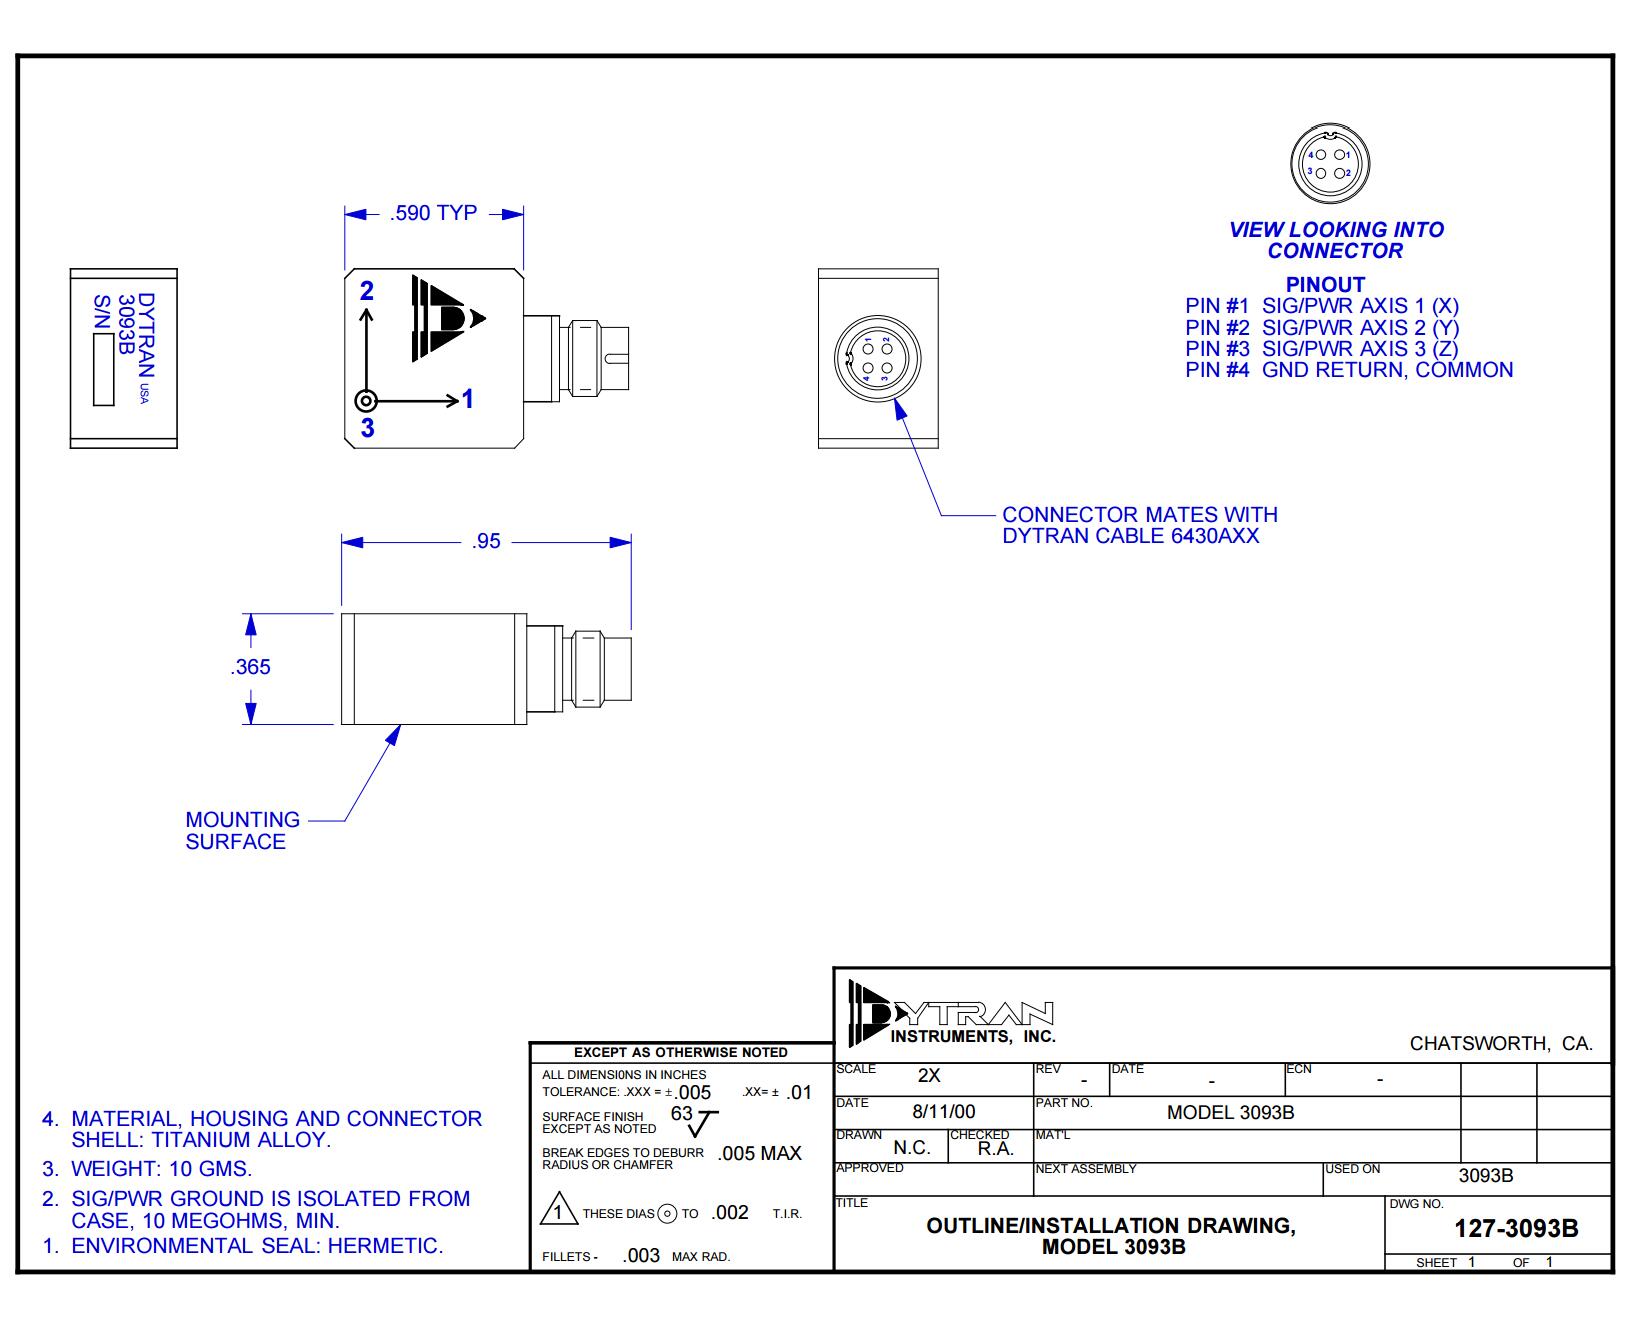 4 1
3 2
VIEW LOOKING INTO
CONNECTOR
PINOUT
PIN #1 SIG/PWR AXIS 1 (X)
PIN #2 SIG/PWR AXIS 2 (Y)
PIN #3 SIG/PWR AXIS 3 (Z)
PIN #4 GND RETURN, COMMON
.590 TYP
DYTRAN USA
3093B
S/N
2
1
3
1 2
4 3
CONNECTOR MATES WITH
DYTRAN CABLE 6430AXX
.95
.365
MOUNTING
SURFACE
4. MATERIAL, HOUSING AND CONNECTOR
SHELL: TITANIUM ALLOY.
3. WEIGHT: 10 GMS.
2. SIG/PWR GROUND IS ISOLATED FROM
CASE, 10 MEGOHMS, MIN.
1. ENVIRONMENTAL SEAL: HERMETIC.
EXCEPT AS OTHERWISE NOTED
ALL DIMENSIONS IN INCHES
TOLERANCE: .XXX = ± .005 .XX= ± .01
SURFACE FINISH 63
EXCEPT AS NOTED
BREAK EDGES TO DEBURR .005 MAX
RADIUS OR CHAMFER
1 THESE DIAS TO .002 T.I.R.
FILLETS - .003 MAX RAD.
DYTRAN
INSTRUMENTS, INC.
CHATSWORTH, CA.
SCALE 2X REV - DATE - ECN -
DATE 8/11/00 PART NO. MODEL 3093B
DRAWN N.C. CHECKED R.A. MAT'L
APPROVED NEXT ASSEMBLY USED ON 3093B
TITLE OUTLINE/INSTALLATION DRAWING,
MODEL 3093B
DWG NO. 127-3093B
SHEET 1 OF 1